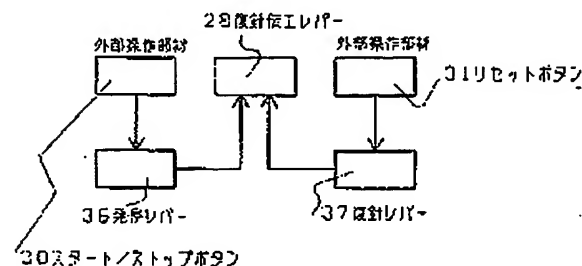 28復針伝エレバー
外部操作部材
外部操作部材
31リセットボタン
36発停レバー
37復針レバー
30スタート/ストップボタン